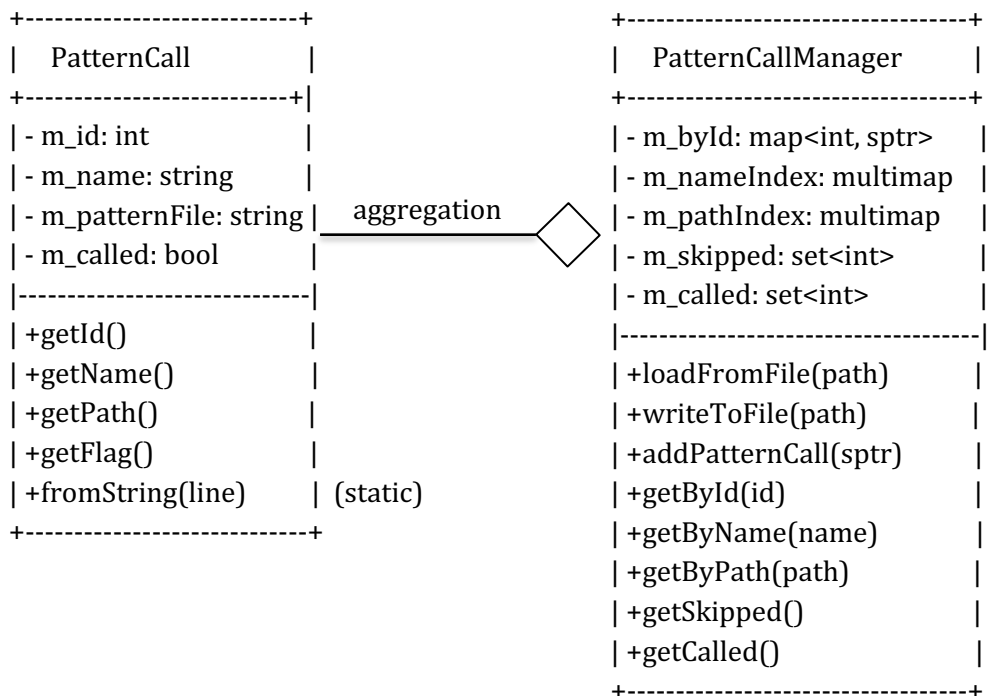 +----------------------------+
| PatternCall |
+---------------------------+|
| - m_id: int |
| - m_name: string |
| - m_patternFile: string |
| - m_called: bool |
|------------------------------|
| +getId() |
| +getName() |
| +getPath() |
| +getFlag() |
| +fromString(line) | (static)
+-----------------------------+
aggregation
+-----------------------------------+
| PatternCallManager |
+-----------------------------------+
| - m_byId: map<int, sptr> |
| - m_nameIndex: multimap |
| - m_pathIndex: multimap |
| - m_skipped: set<int> |
| - m_called: set<int> |
|-------------------------------------|
| +loadFromFile(path) |
| +writeToFile(path) |
| +addPatternCall(sptr) |
| +getById(id) |
| +getByName(name) |
| +getByPath(path) |
| +getSkipped() |
| +getCalled() |
+-----------------------------------+